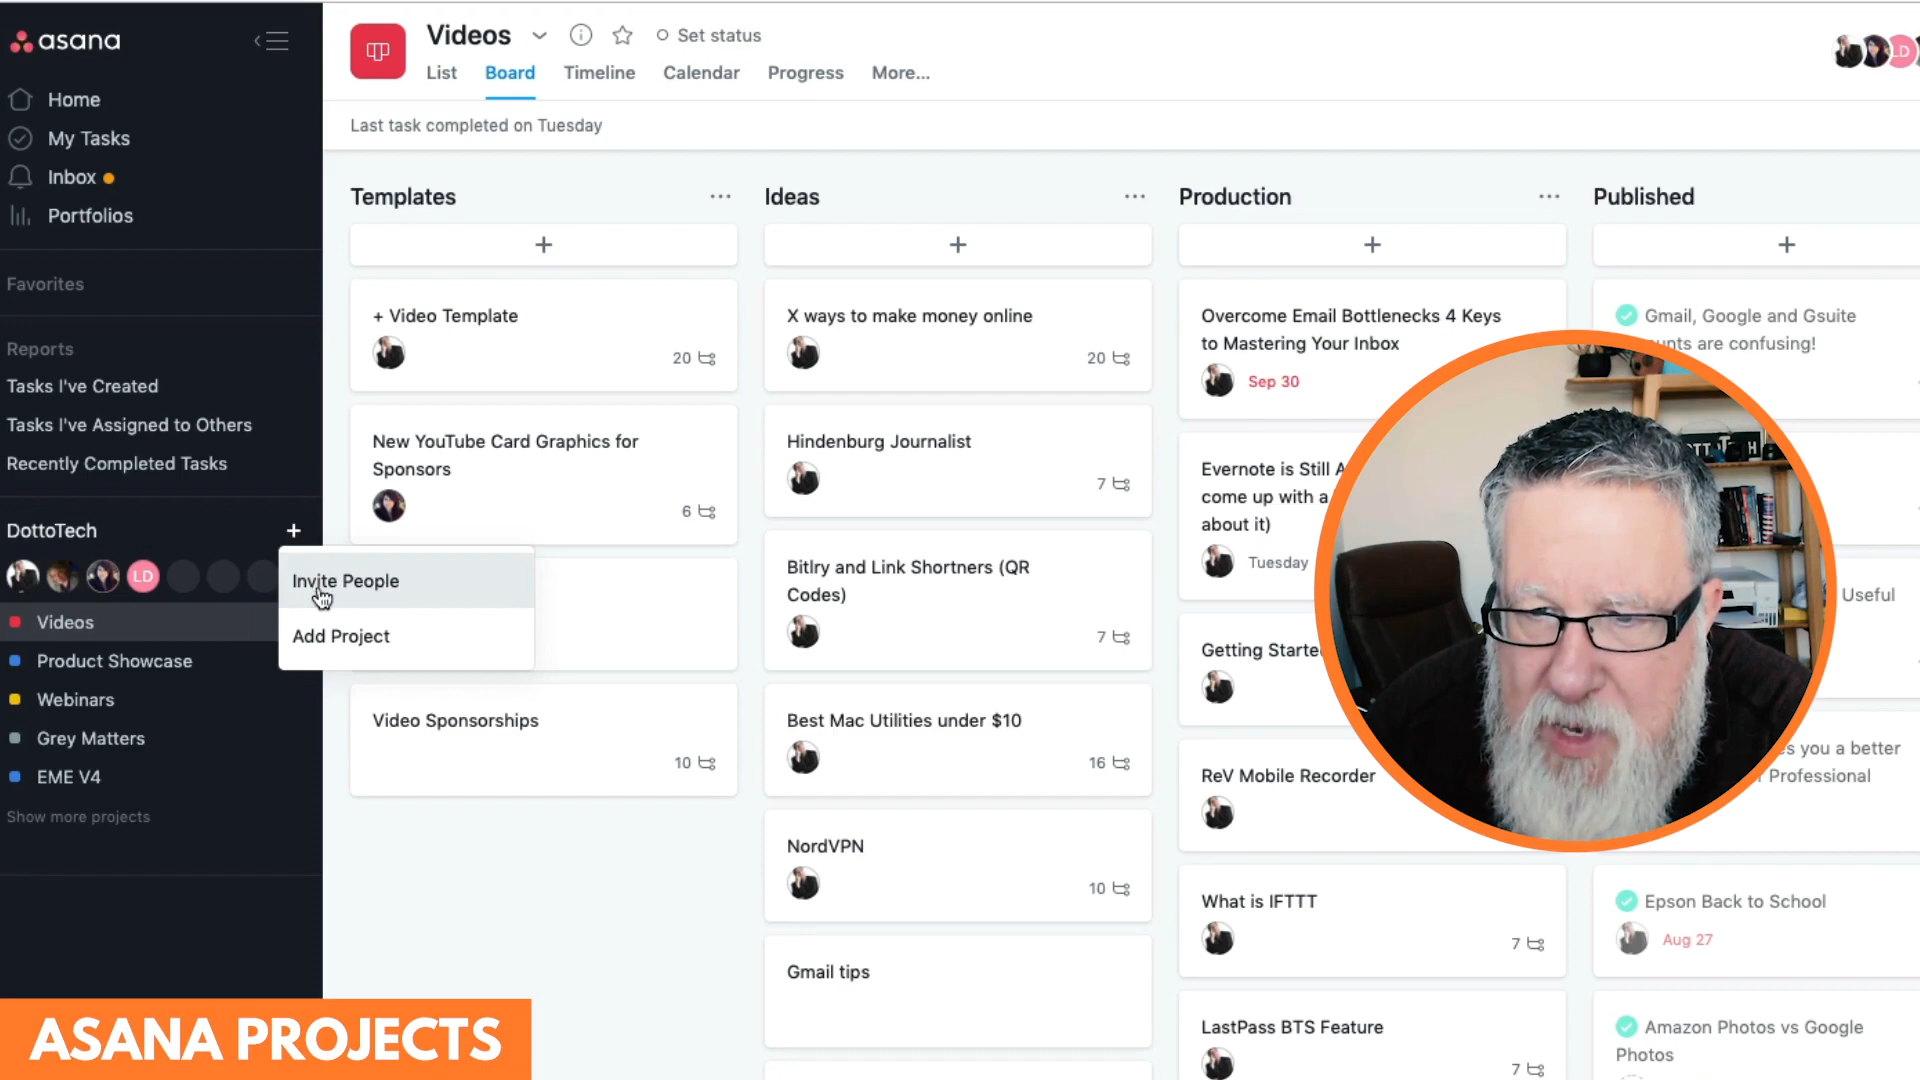 asana
Home
My Tasks
Inbox
Portfolios
Favorites
Reports
Tasks I've Created
Tasks I've Assigned to Others
Recently Completed Tasks
DottoTech
LD
Invite People
Add Project
Videos
Product Showcase
Webinars
Grey Matters
EME V4
Show more projects
Videos
Set status
List Board Timeline Calendar Progress More...
LD
Last task completed on Tuesday
Templates
+ Video Template
20
New YouTube Card Graphics for
Sponsors
6
Video Sponsorships
10
Ideas
X ways to make money online
20
Hindenburg Journalist
7
Bitlry and Link Shortners (QR
Codes)
7
Best Mac Utilities under $10
16
NordVPN
10
Gmail tips
Production
Overcome Email Bottlenecks 4 Keys
to Mastering Your Inbox
Sep 30
Evernote is Still A
come up with a
about it)
Tuesday
Getting Starte
ReV Mobile Recorder
What is IFTTT
7
LastPass BTS Feature
7
Published
Gmail, Google and Gsuite
unts are confusing!
Useful
es you a better
Professional
Epson Back to School
Aug 27
Amazon Photos vs Google
Photos
ASANA PROJECTS